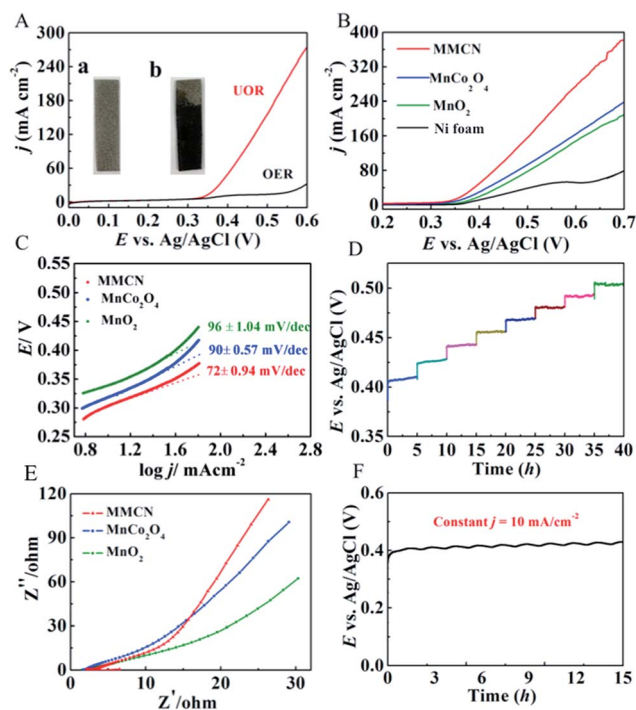 A
300
240
180
120
60
0
j (mA cm⁻²)
a
b
UOR
OER
0.0 0.1 0.2 0.3 0.4 0.5 0.6
E vs. Ag/AgCl (V)
B
400
320
240
160
80
0
j (mA cm⁻²)
MMCN
MnCo₂O₄
MnO₂
Ni foam
0.2 0.3 0.4 0.5 0.6 0.7
E vs. Ag/AgCl (V)
C
0.55
0.50
0.45
0.40
0.35
0.30
0.25
E/ V
MMCN
MnCo₂O₄
MnO₂
96 ± 1.04 mV/dec
90 ± 0.57 mV/dec
72± 0.94 mV/dec
0.8 1.2 1.6 2.0 2.4 2.8
log j/ mAcm⁻²
D
0.50
0.45
0.40
0.35
E vs. Ag/AgCl (V)
0 5 10 15 20 25 30 35 40
Time (h)
E
120
90
60
30
0
Z''/ohm
MMCN
MnCo₂O₄
MnO₂
0 10 20 30
Z'/ohm
F
0.6
0.4
0.2
0.0
E vs. Ag/AgCl (V)
Constant j = 10 mA/cm⁻²
0 3 6 9 12 15
Time (h)